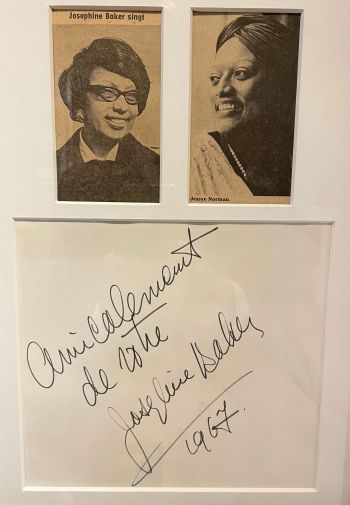 Josephine Baker singt
Jessye Norman.
Amicalement
de votre
Josephine Baker
1967.